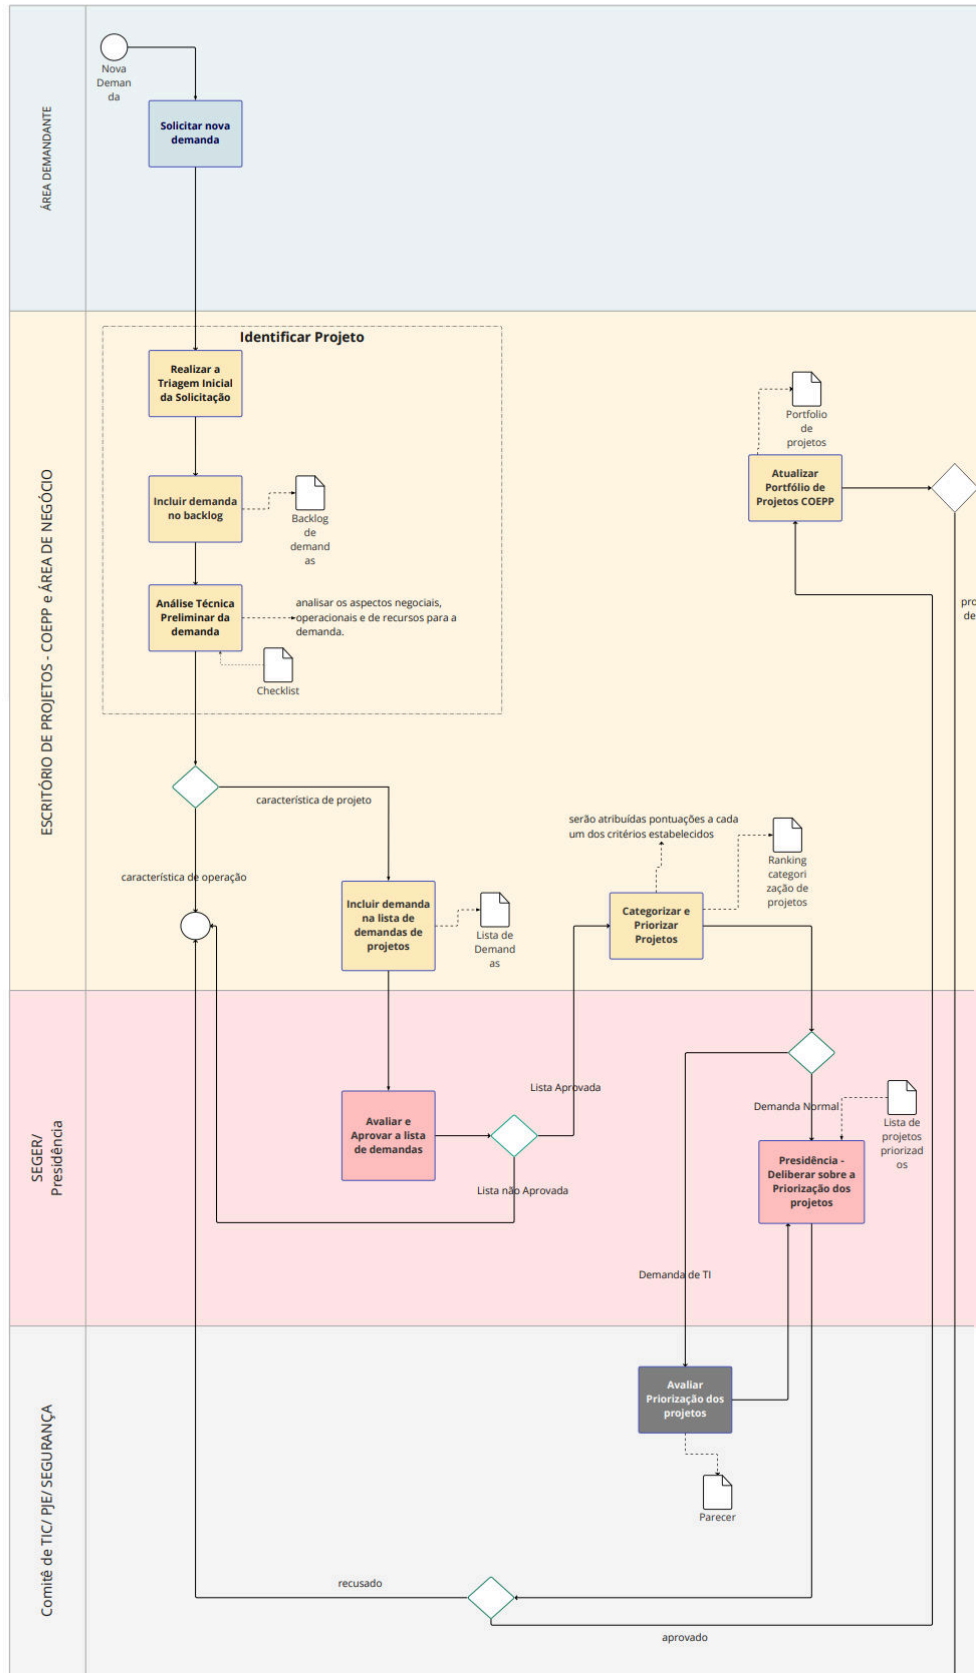 Nova
Deman
da
ÁREA DEMANDANTE
Solicitar nova
demanda
ESCRITÓRIO DE PROJETOS - COEPP e ÁREA DE NEGÓCIO
Identificar Projeto
Realizar a
Triagem Inicial
da Solicitação
Incluir demanda
no backlog
Backlog
de
demand
as
Análise Técnica
Preliminar da
demanda
analisar os aspectos negociais,
operacionais e de recursos para a
demanda.
Checklist
Portfolio
de
projetos
Atualizar
Portfólio de
Projetos COEPP
pro
de
característica de projeto
característica de operação
Incluir demanda
na lista de
demandas de
projetos
Lista de
Demand
as
serão atribuídas pontuações a cada
um dos critérios estabelecidos
Categorizar e
Priorizar
Projetos
Ranking
categori
zação de
projetos
SEGER/
Presidência
Avaliar e
Aprovar a lista
de demandas
Lista Aprovada
Lista não Aprovada
Demanda Normal
Lista de
projetos
priorizad
os
Presidência -
Deliberar sobre a
Priorização dos
projetos
Demanda de TI
Comitê de TIC/ PJE/ SEGURANÇA
Avaliar
Priorização dos
projetos
Parecer
recusado
aprovado